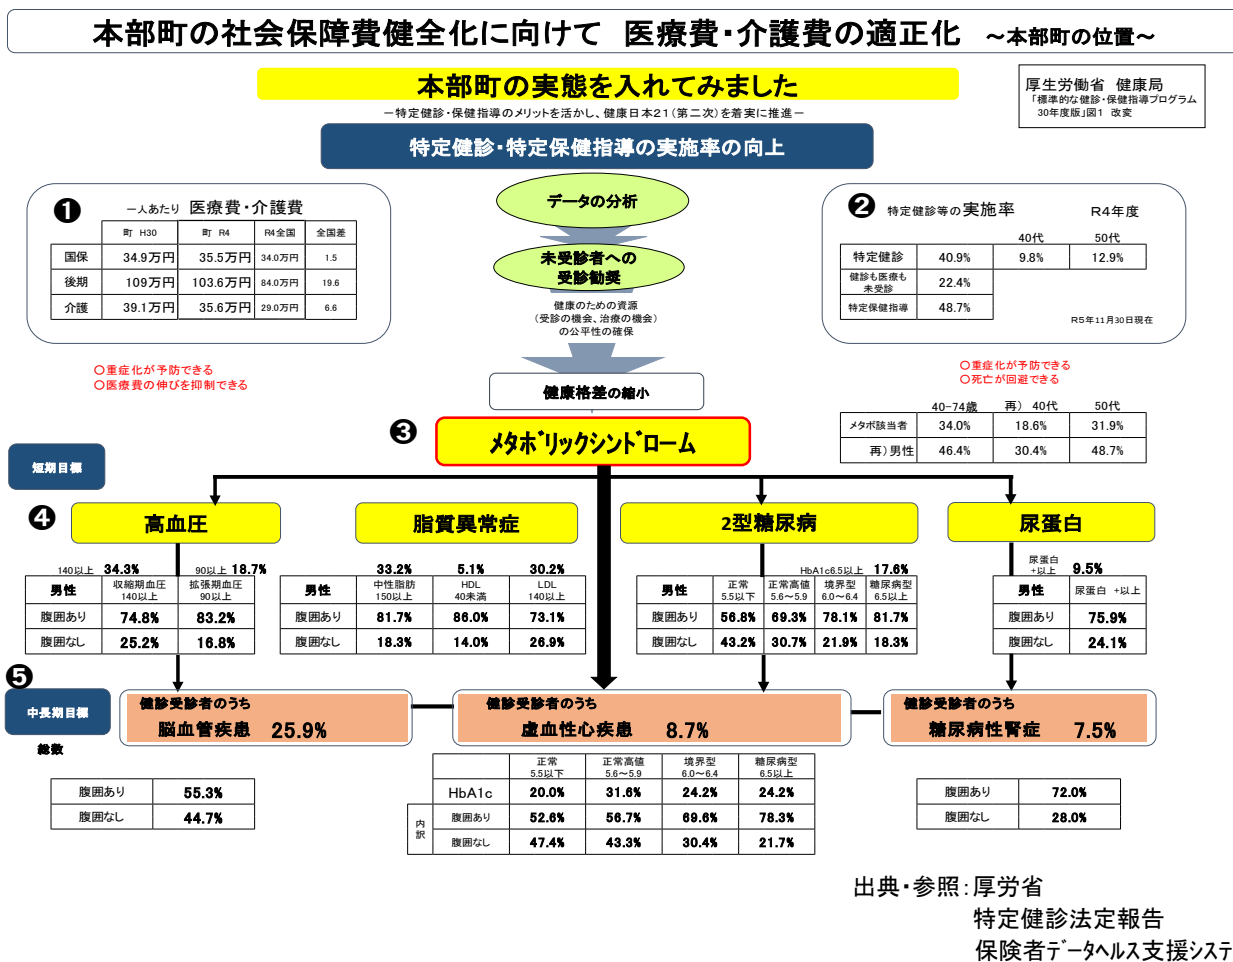 本部町の社会保障費健全化に向けて　医療費・介護費の適正化　～本部町の位置～
本部町の実態を入れてみました
－特定健診・保健指導のメリットを活かし、健康日本21（第二次）を着実に推進－
厚生労働省　健康局
「標準的な健診・保健指導プログラム
30年度版」図1　改変
特定健診・特定保健指導の実施率の向上
❶ 一人あたり　医療費・介護費
町 H30　町 R4　R4全国　全国差
国保　34.9万円　35.5万円　34.0万円　1.5
後期　109万円　103.6万円　84.0万円　19.6
介護　39.1万円　35.6万円　29.0万円　6.6
○重症化が予防できる
○医療費の伸びを抑制できる
データの分析
未受診者への
受診勧奨
健康のための資源
（受診の機会、治療の機会）
の公平性の確保
健康格差の縮小
❷ 特定健診等の実施率　R4年度
40代　50代
特定健診　40.9%　9.8%　12.9%
健診も医療も
未受診　22.4%
特定保健指導　48.7%
R5年11月30日現在
○重症化が予防できる
○死亡が回避できる
40-74歳　再）　40代　50代
メタボ該当者　34.0%　18.6%　31.9%
再）男性　46.4%　30.4%　48.7%
❸ メタボリックシンドローム
短期目標
❹ 高血圧　脂質異常症　2型糖尿病　尿蛋白
140以上　34.3%　90以上　18.7%
男性　収縮期血圧　拡張期血圧
140以上　90以上
腹囲あり　74.8%　83.2%
腹囲なし　25.2%　16.8%
33.2%　5.1%　30.2%
男性　中性脂肪　HDL　LDL
150以上　40未満　140以上
腹囲あり　81.7%　86.0%　73.1%
腹囲なし　18.3%　14.0%　26.9%
HbA1c6.5以上　17.6%
男性　正常　正常高値　境界型　糖尿病型
5.5以下　5.6～5.9　6.0～6.4　6.5以上
腹囲あり　56.8%　69.3%　78.1%　81.7%
腹囲なし　43.2%　30.7%　21.9%　18.3%
尿蛋白
+以上　9.5%
男性　尿蛋白　+以上
腹囲あり　75.9%
腹囲なし　24.1%
❺
中長期目標
健診受診者のうち
脳血管疾患　25.9%
健診受診者のうち
虚血性心疾患　8.7%
健診受診者のうち
糖尿病性腎症　7.5%
総数
腹囲あり　55.3%
腹囲なし　44.7%
正常　正常高値　境界型　糖尿病型
5.5以下　5.6～5.9　6.0～6.4　6.5以上
HbA1c　20.0%　31.6%　24.2%　24.2%
内訳　腹囲あり　52.6%　56.7%　69.6%　78.3%
腹囲なし　47.4%　43.3%　30.4%　21.7%
腹囲あり　72.0%
腹囲なし　28.0%
出典・参照：厚労省
特定健診法定報告
保険者データヘルス支援システ